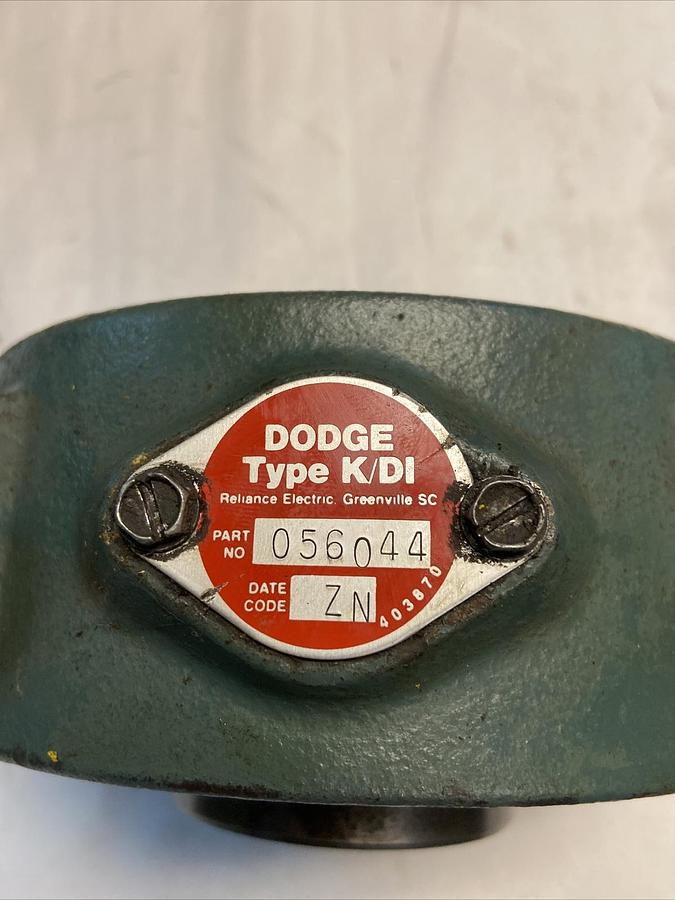 DODGE
Type K/DI
Reliance Electric. Greenville SC
PART NO 056044
DATE CODE ZN
403870